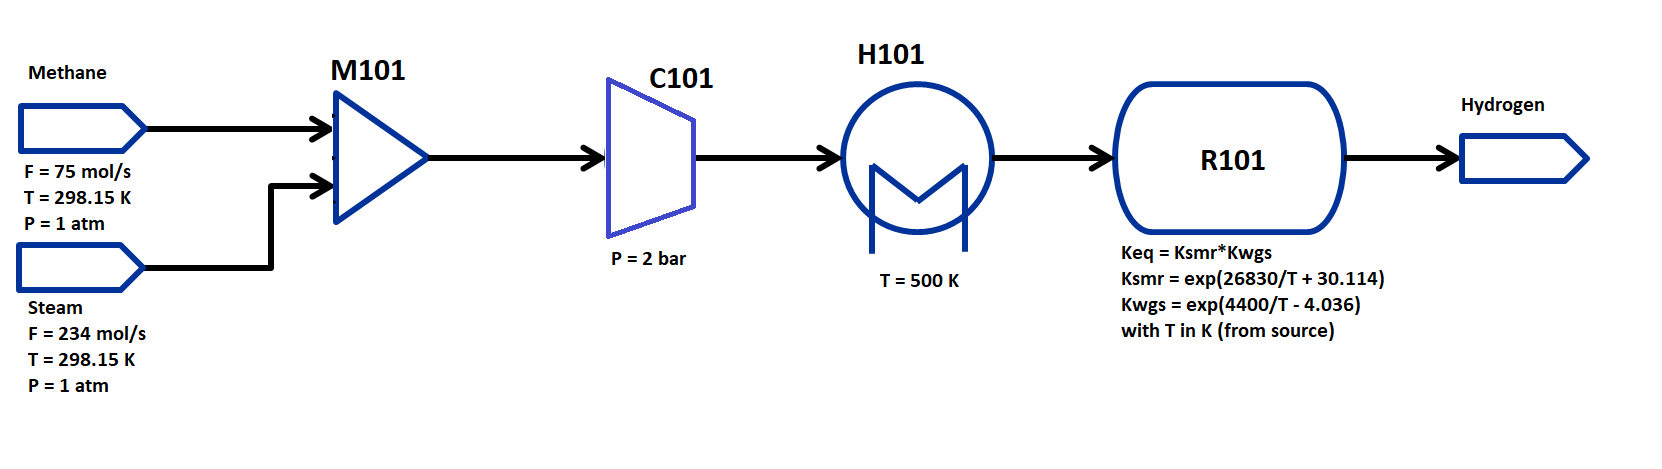 Methane
F = 75 mol/s
T = 298.15 K
P = 1 atm
Steam
F = 234 mol/s
T = 298.15 K
P = 1 atm
M101
C101
P = 2 bar
H101
T = 500 K
R101
Keq = Ksmr*Kwgs
Ksmr = exp(26830/T + 30.114)
Kwgs = exp(4400/T - 4.036)
with T in K (from source)
Hydrogen